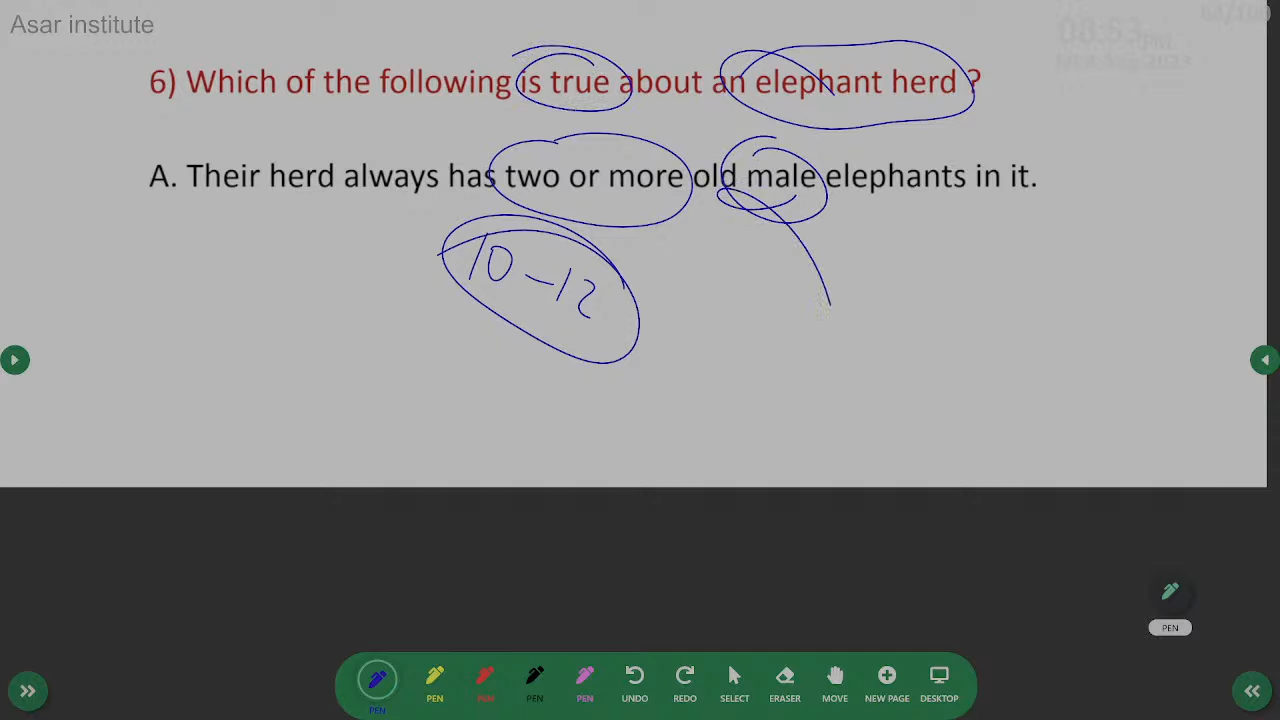 Asar institute
6) Which of the following is true about an elephant herd ?
A. Their herd always has two or more old male elephants in it.
10-12
PEN
PEN PEN PEN PEN PEN UNDO REDO SELECT ERASER MOVE NEW PAGE DESKTOP